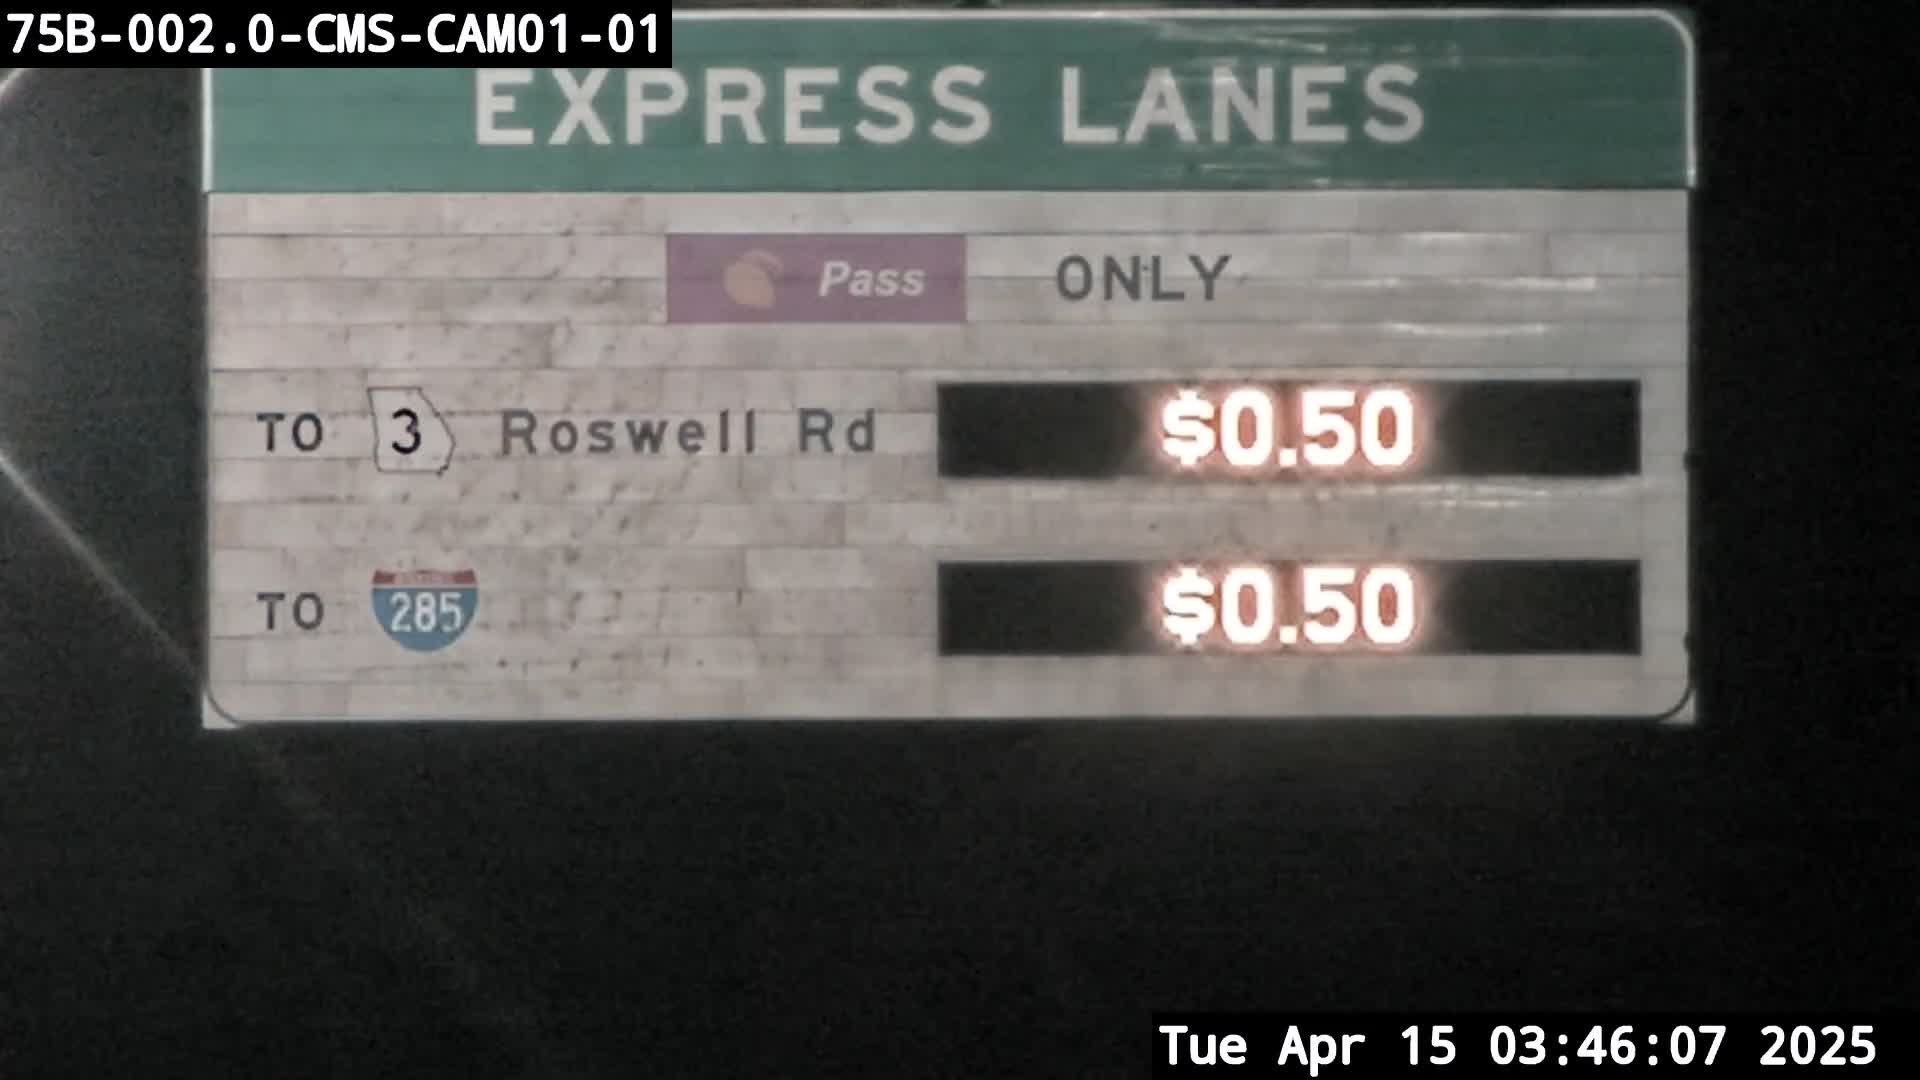 75B-002.0-CMS-CAM01-01
EXPRESS LANES
Pass ONLY
TO 3 Roswell Rd $0.50
TO 285 $0.50
Tue Apr 15 03:46:07 2025